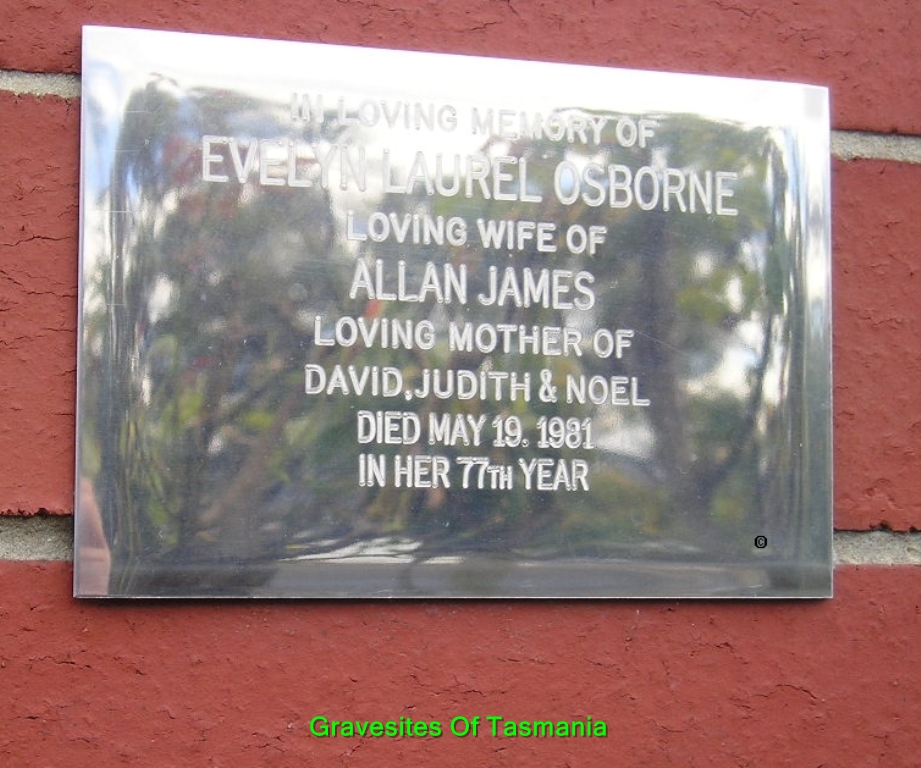 IN LOVING MEMORY OF
EVELYN LAUREL OSBORNE
LOVING WIFE OF
ALLAN JAMES
LOVING MOTHER OF
DAVID, JUDITH & NOEL
DIED MAY 19. 1981
IN HER 77TH YEAR
©
Gravesites Of Tasmania